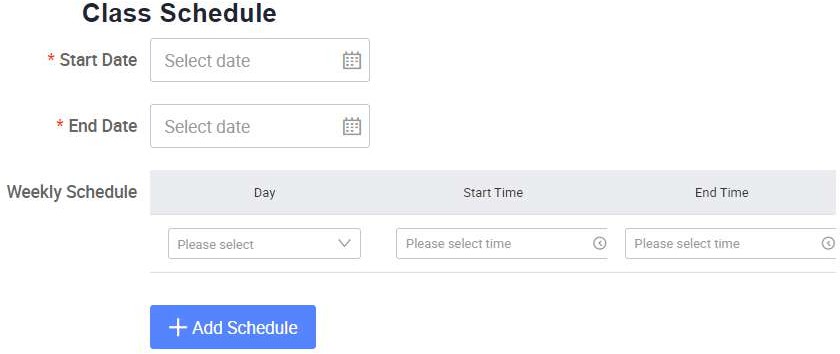 Class Schedule
* Start Date Select date
* End Date Select date
Weekly Schedule Day Start Time End Time
Please select Please select time Please select time
+ Add Schedule